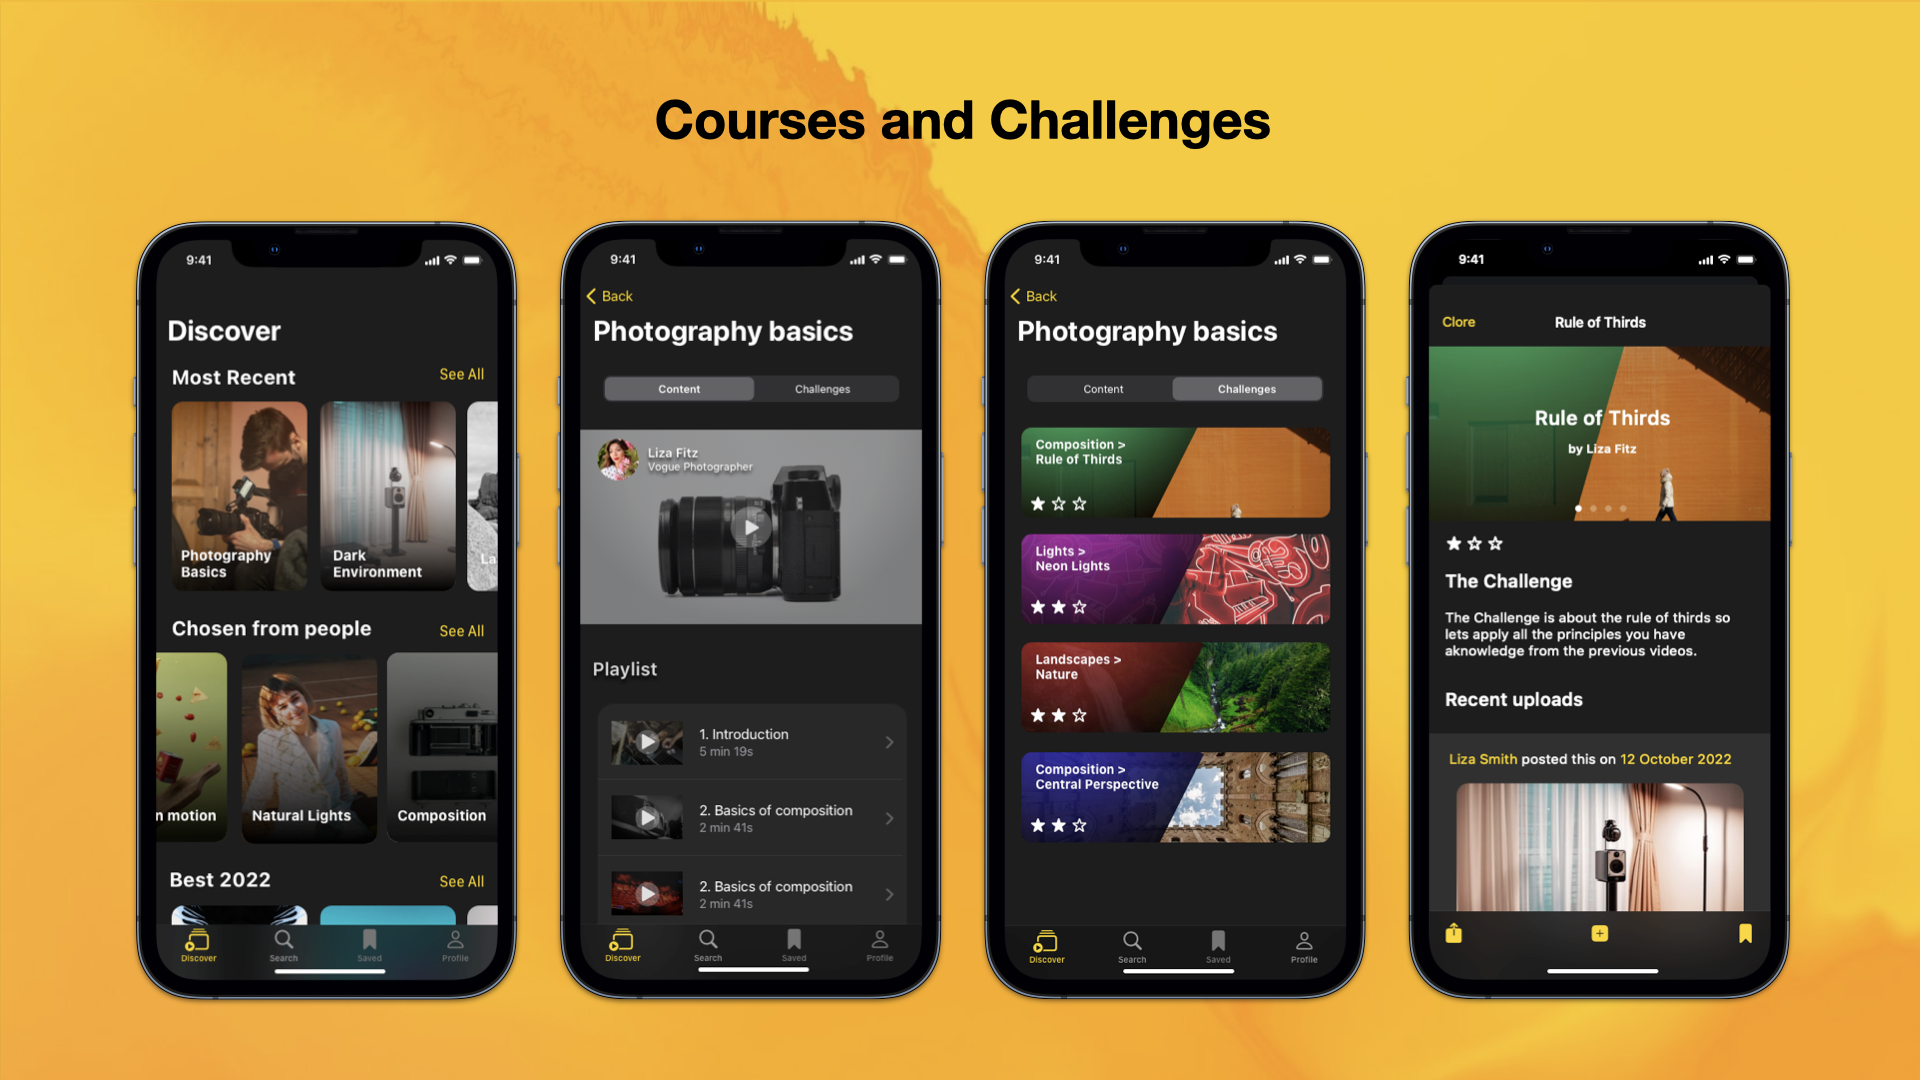 Courses and Challenges
9:41
Discover
Most Recent
See All
Photography
Basics
Dark
Environment
La
Chosen from people
See All
n motion
Natural Lights
Composition
Best 2022
See All
Discover
Search
Saved
Profile
9:41
Back
Photography basics
Content
Challenges
Liza Fitz
Vogue Photographer
Playlist
1. Introduction
5 min 19s
2. Basics of composition
2 min 41s
2. Basics of composition
2 min 41s
Discover
Search
Saved
Profile
9:41
Back
Photography basics
Content
Challenges
Composition >
Rule of Thirds
Lights >
Neon Lights
Landscapes >
Nature
Composition >
Central Perspective
Discover
Search
Saved
Profile
9:41
Clore
Rule of Thirds
Rule of Thirds
by Liza Fitz
The Challenge
The Challenge is about the rule of thirds so
lets apply all the principles you have
aknowledge from the previous videos.
Recent uploads
Liza Smith posted this on 12 October 2022